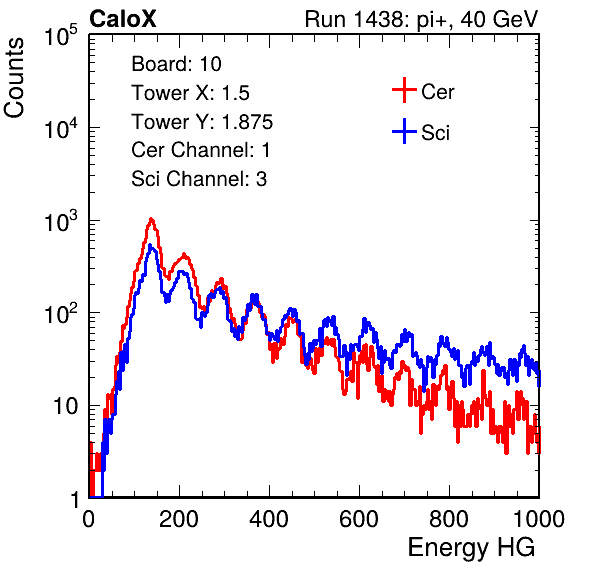 CaloX Run 1438: pi+, 40 GeV
Counts
Board: 10
Tower X: 1.5
Tower Y: 1.875
Cer Channel: 1
Sci Channel: 3
Cer
Sci
10^5
10^4
10^3
10^2
10
1
0 200 400 600 800 1000
Energy HG